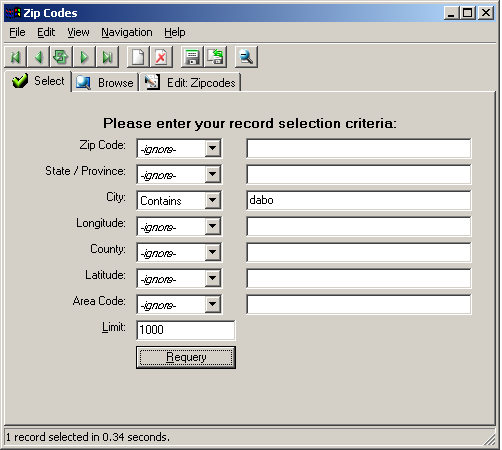 Zip Codes
File Edit View Navigation Help
Select Browse Edit: Zipcodes
Please enter your record selection criteria:
Zip Code: -ignore-
State / Province: -ignore-
City: Contains dabo
Longitude: -ignore-
County: -ignore-
Latitude: -ignore-
Area Code: -ignore-
Limit: 1000
Requery
1 record selected in 0.34 seconds.